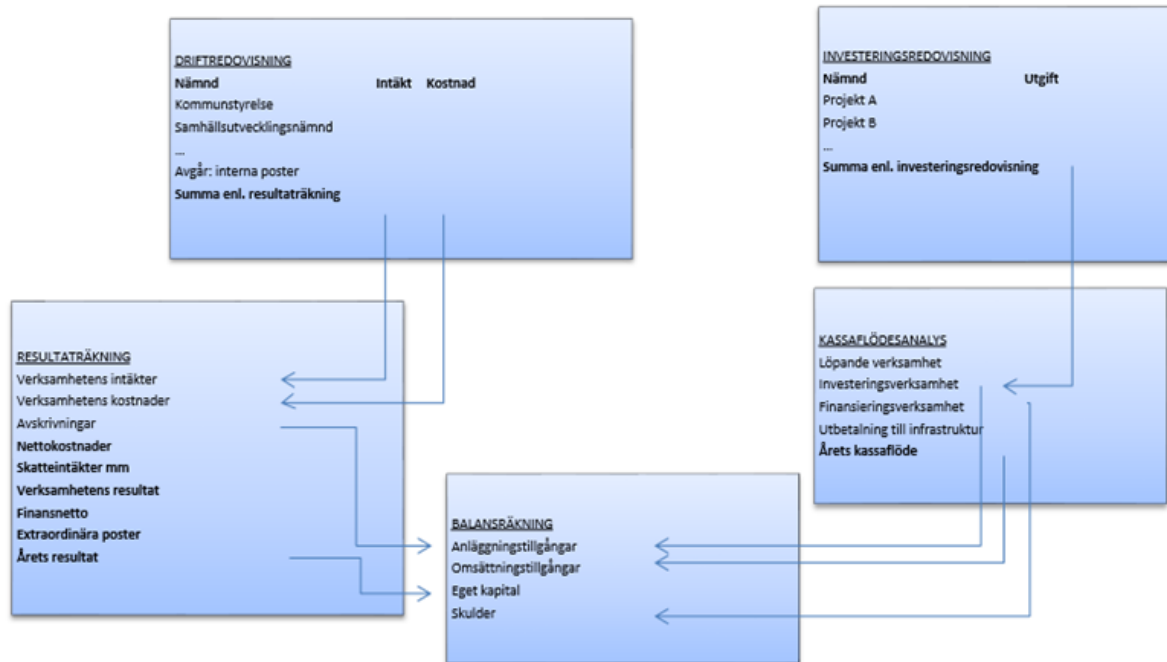 DRIFTREDOVISNING
Nämnd Intäkt Kostnad
Kommunstyrelse
Samhällsutvecklingsnämnd
...
Avgår: interna poster
Summa enl. resultaträkning
INVESTERINGSREDOVISNING
Nämnd Utgift
Projekt A
Projekt B
...
Summa enl. investeringsredovisning
RESULTATRÄKNING
Verksamhetens intäkter
Verksamhetens kostnader
Avskrivningar
Nettokostnader
Skatteintäkter mm
Verksamhetens resultat
Finansnetto
Extraordinära poster
Årets resultat
KASSAFLÖDESANALYS
Löpande verksamhet
Investeringsverksamhet
Finansieringsverksamhet
Utbetalning till infrastruktur
Årets kassaflöde
BALANSRÄKNING
Anläggningstillgångar
Omsättningstillgångar
Eget kapital
Skulder